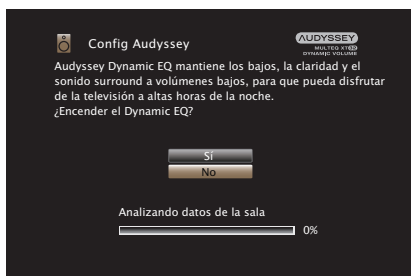 Config Audyssey
AUDYSSEY
MULTEQ XT32
DYNAMIC VOLUME
Audyssey Dynamic EQ mantiene los bajos, la claridad y el
sonido surround a volúmenes bajos, para que pueda disfrutar
de la televisión a altas horas de la noche.
¿Encender el Dynamic EQ?
Sí
No
Analizando datos de la sala
0%